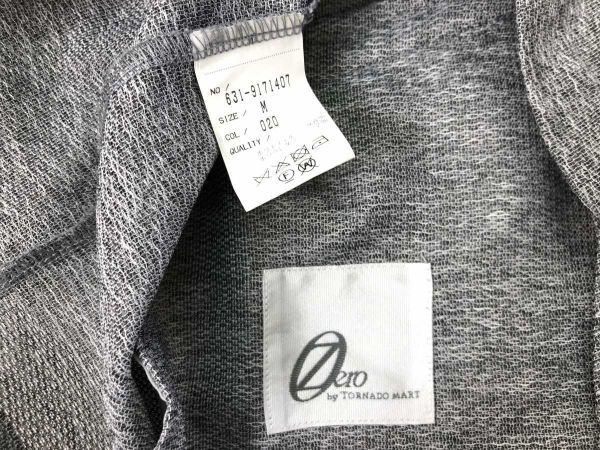 NO / 631-9171407
SIZE / M
COL / 020
QUALITY /
Zero
by TORNADO MART